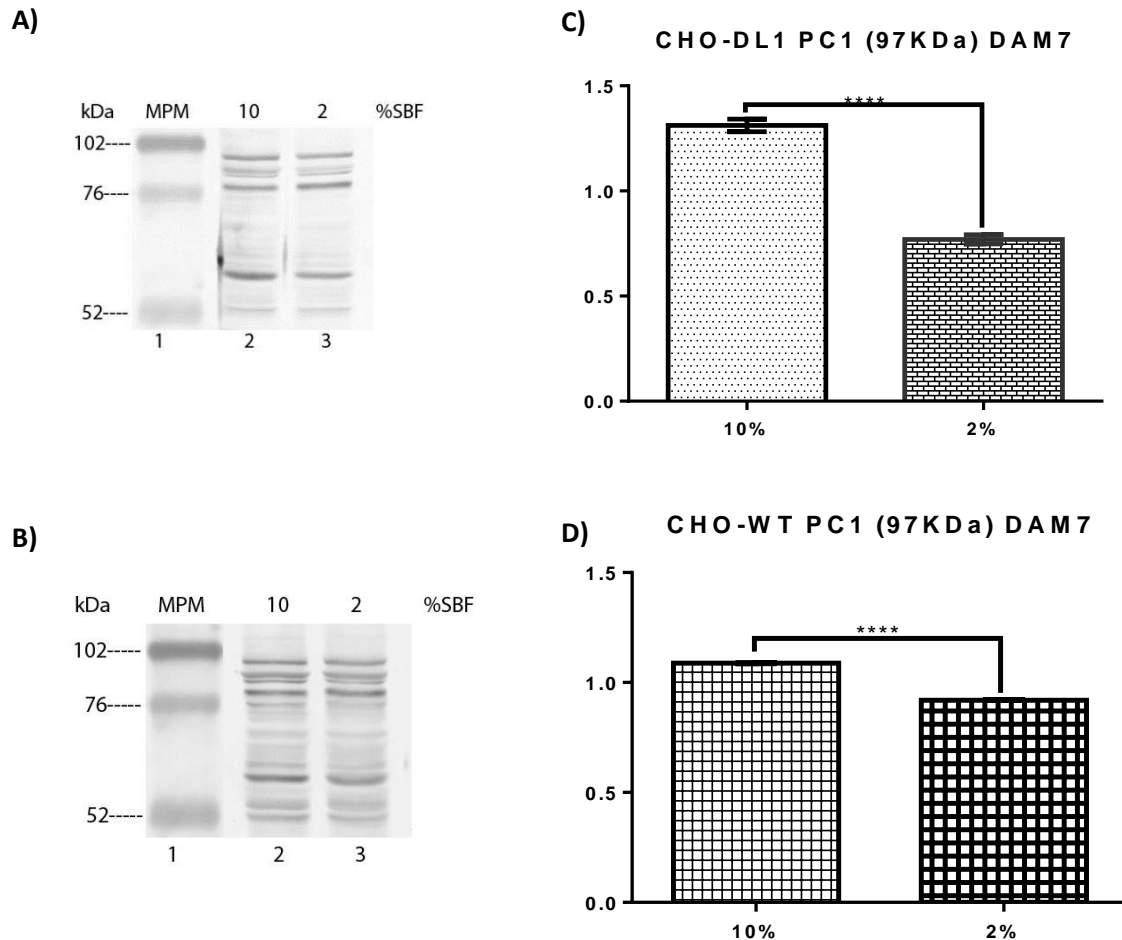 A)
kDa MPM 10 2 %SBF
102----
76----
52----
1 2 3
B)
kDa MPM 10 2 %SBF
102-----
76-----
52-----
1 2 3
C)
CHO-DL1 PC1 (97KDa) DAM7
****
1.5
1.0
0.5
0.0
10% 2%
D)
CHO-WT PC1 (97KDa) DAM7
****
1.5
1.0
0.5
0.0
10% 2%